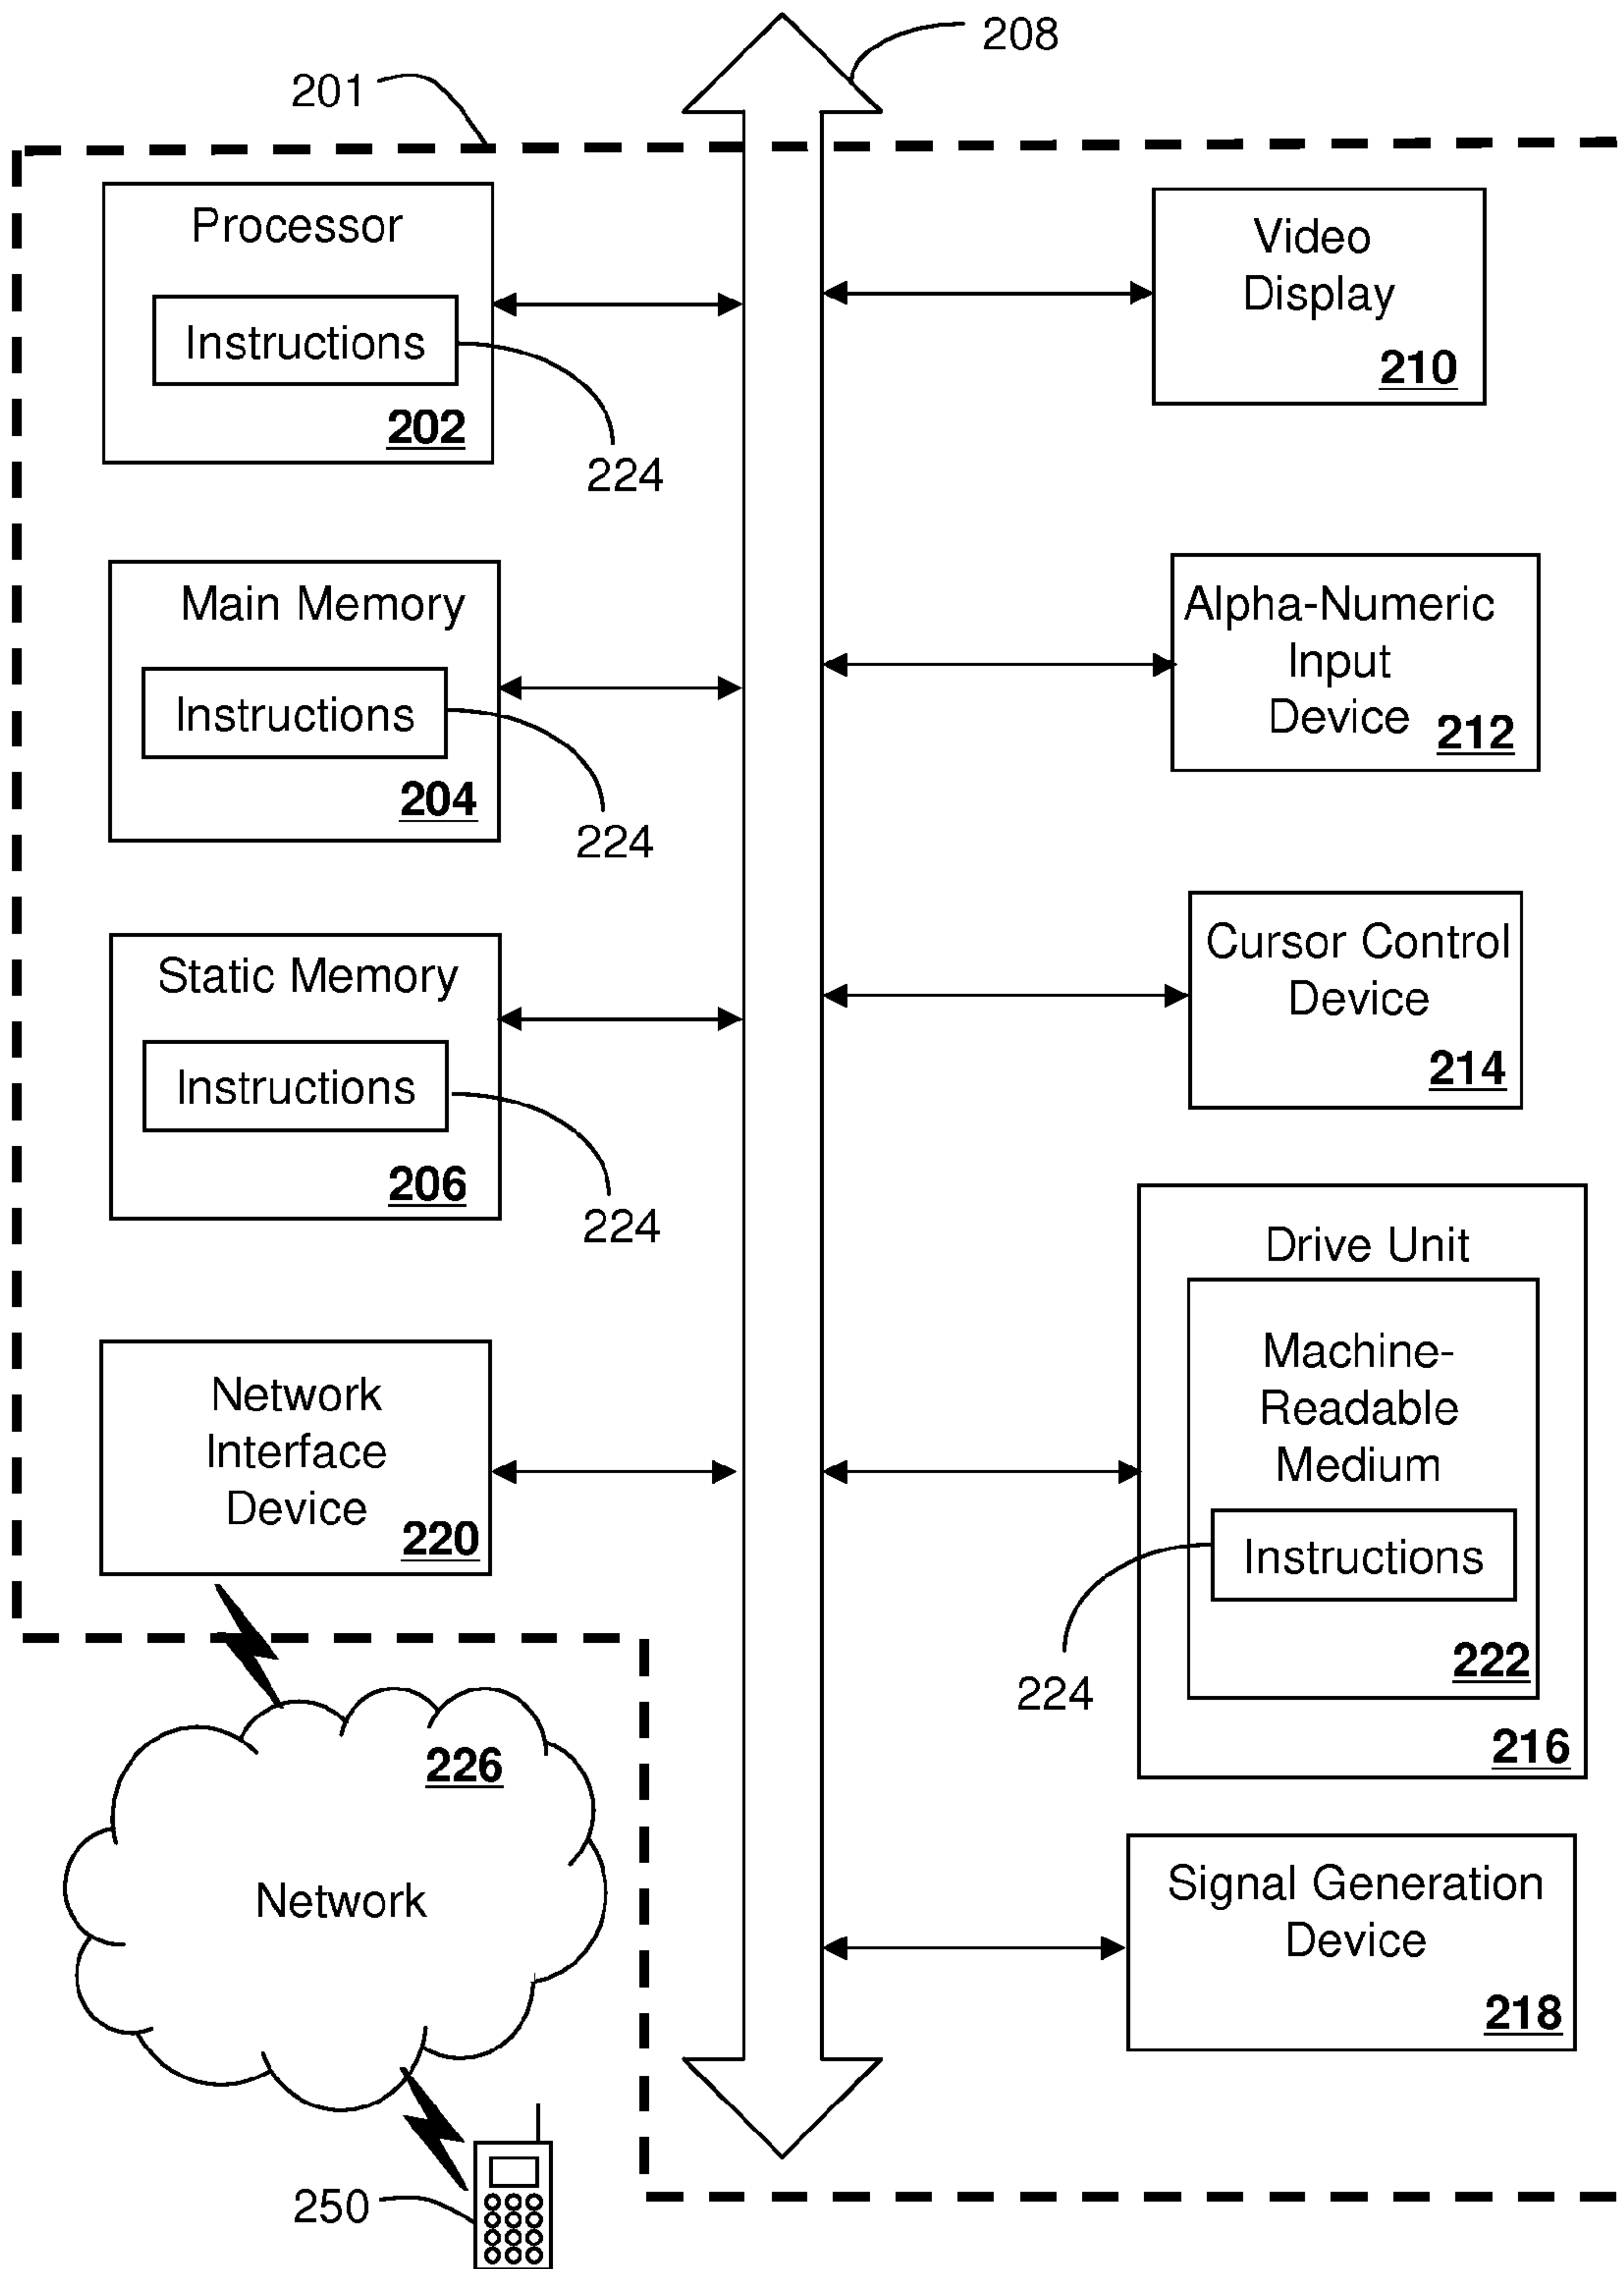 208
201
Processor
Instructions
202
224
Video
Display
210
Main Memory
Instructions
204
224
Alpha-Numeric
Input
Device
212
Static Memory
Instructions
206
224
Cursor Control
Device
214
Network
Interface
Device
220
Drive Unit
Machine-
Readable
Medium
Instructions
224
222
216
226
Network
Signal Generation
Device
218
250